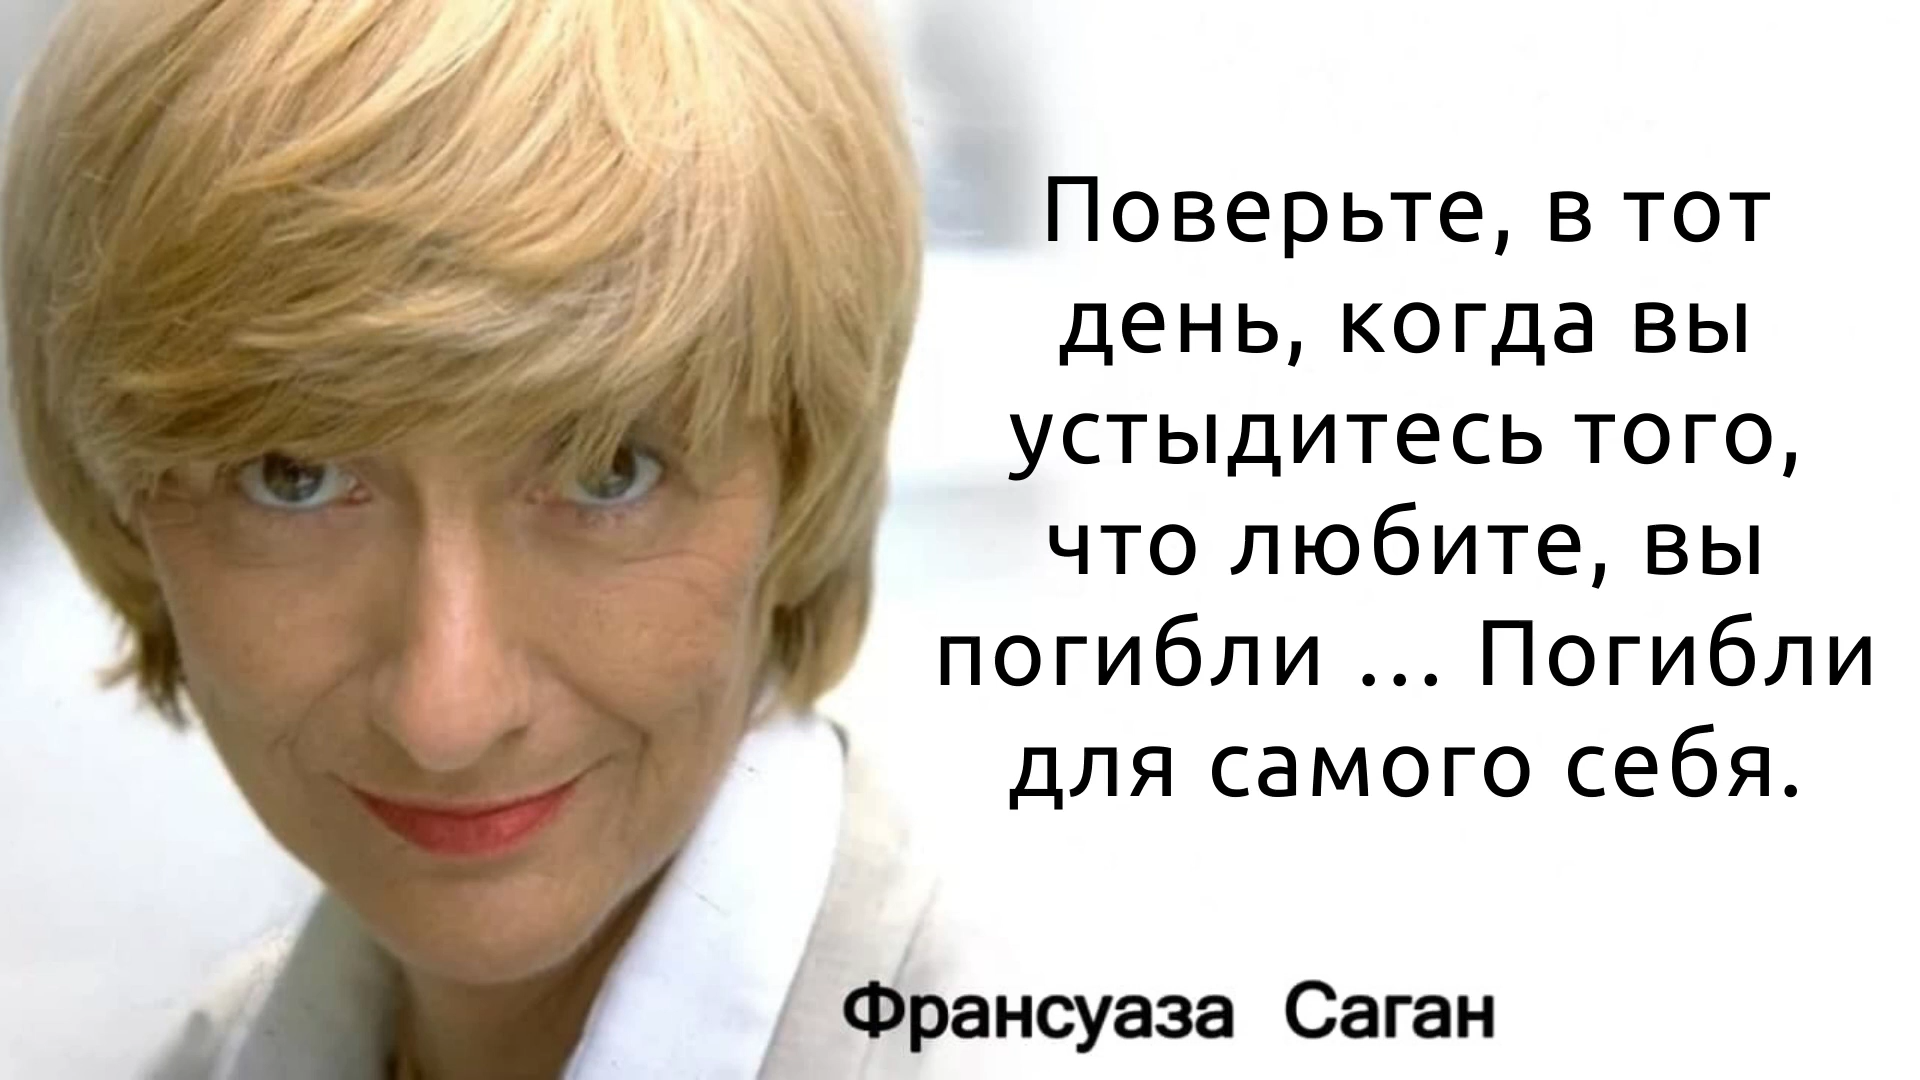 Поверьте, в тот
день, когда вы
устыдитесь того,
что любите, вы
погибли ... Погибли
для самого себя.
Франсуаза Саган